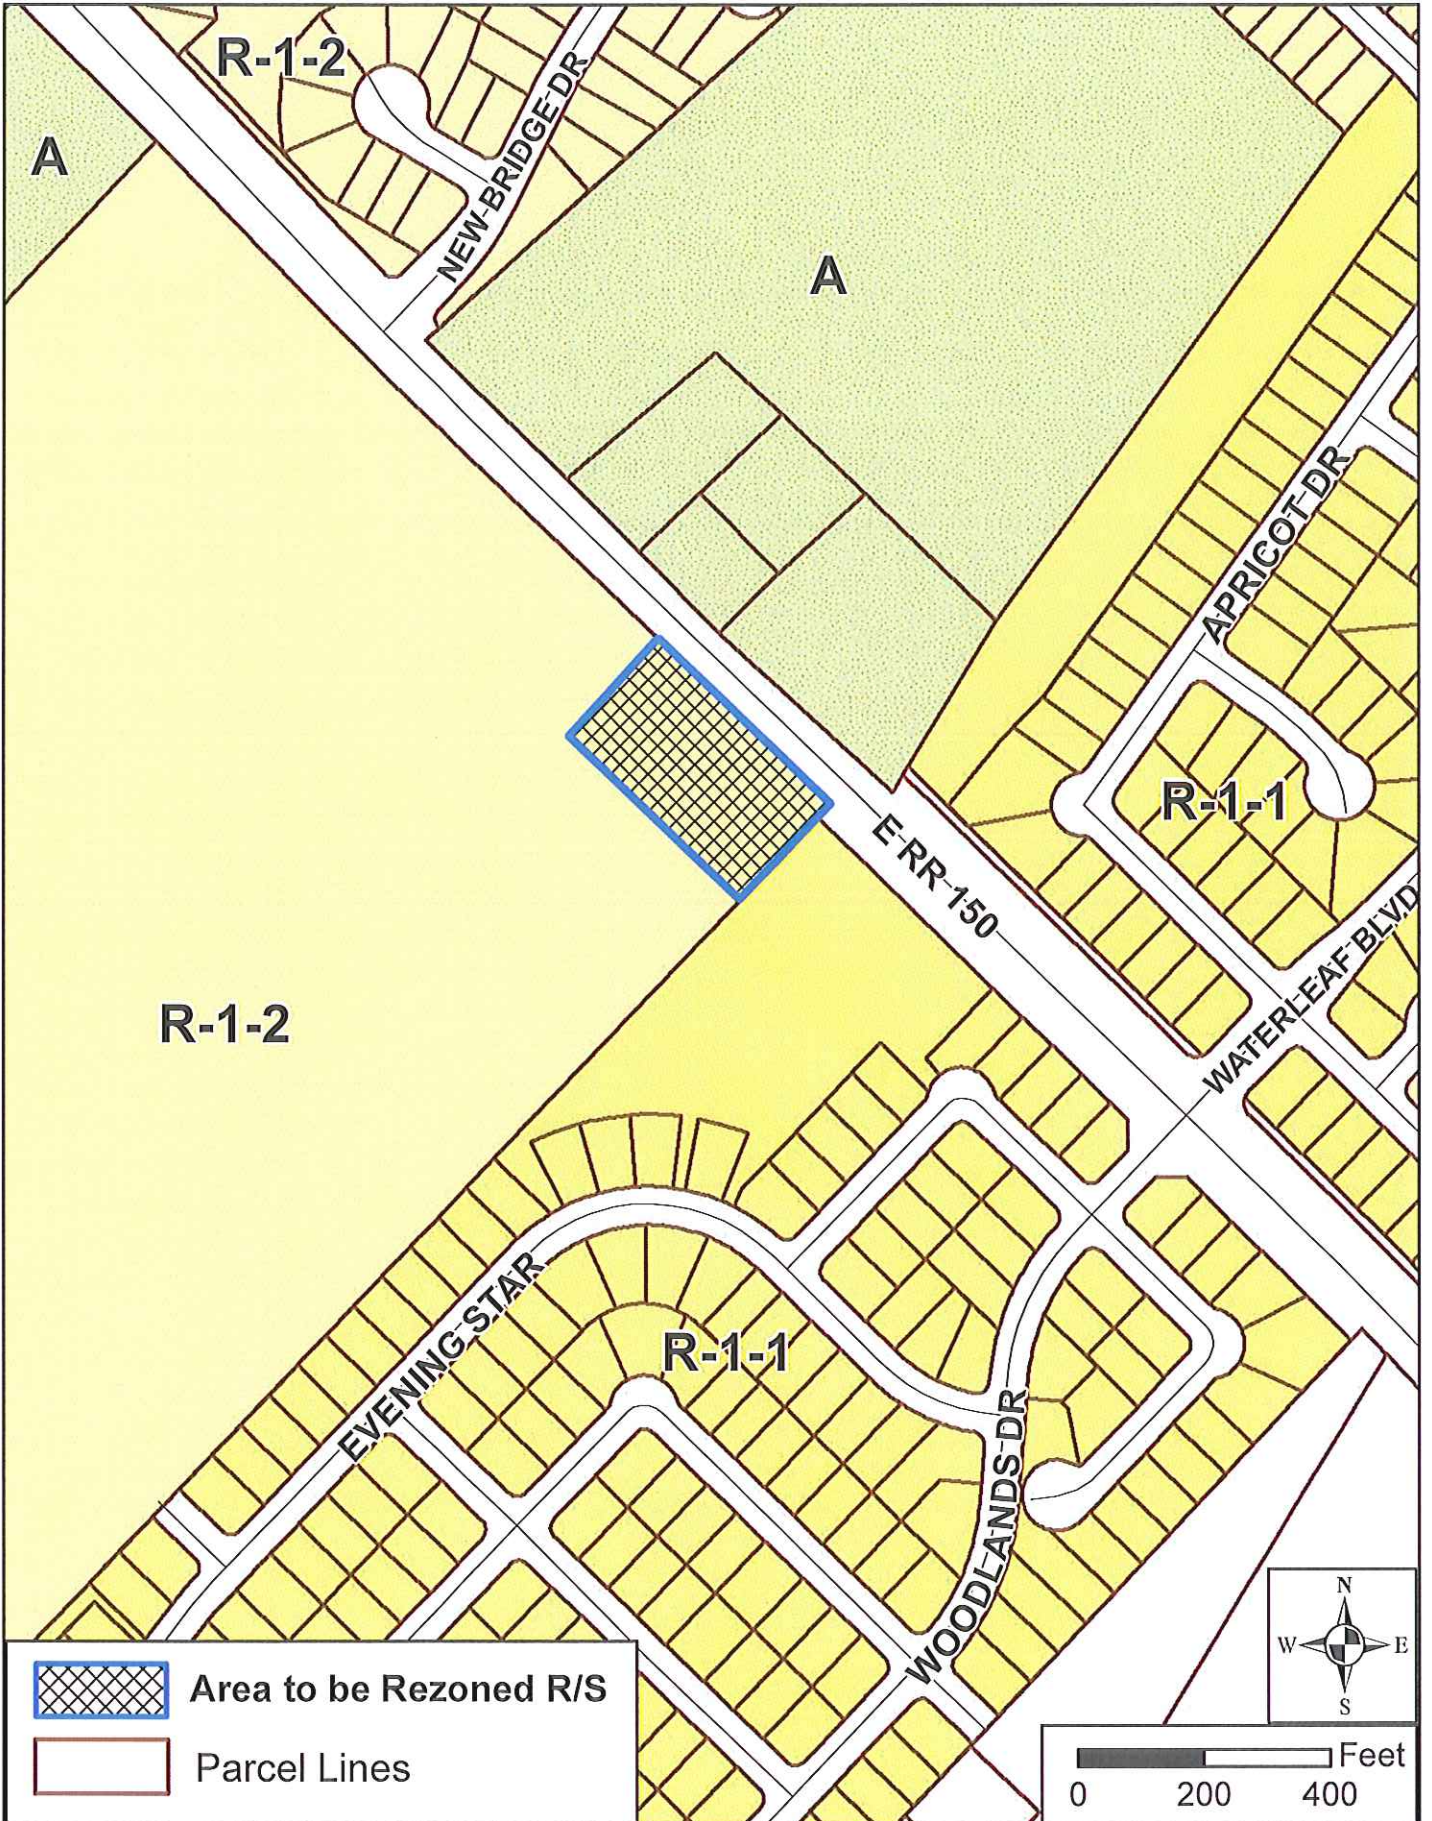 R-1-2
NEW BRIDGE DR
A
A
APRICOT DR
R-1-1
E RR 150
WATERLEAF BLVD
R-1-2
EVENING STAR
R-1-1
WOODLANDS DR
N
W E
S
Area to be Rezoned R/S
Parcel Lines
Feet
0 200 400